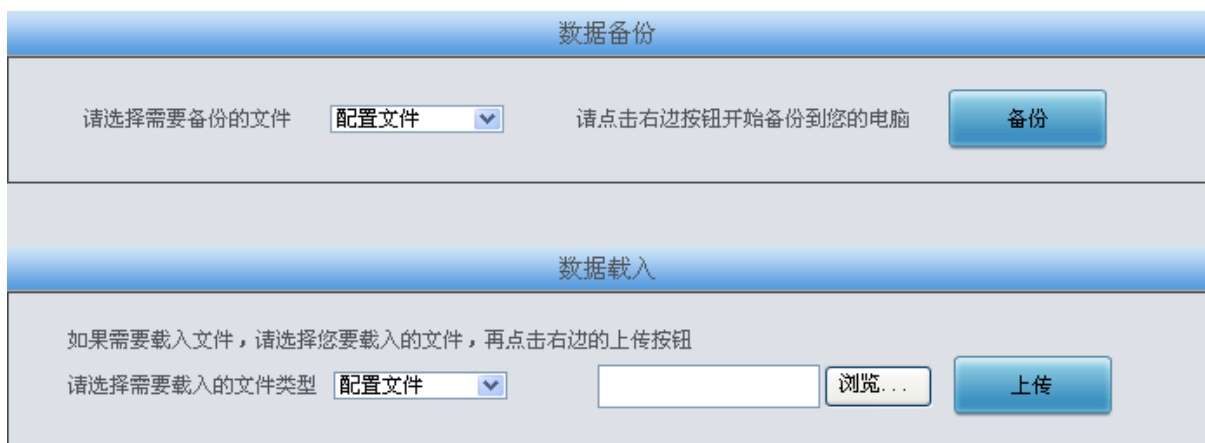 数据备份
请选择需要备份的文件 配置文件 请点击右边按钮开始备份到您的电脑 备份
数据载入
如果需要载入文件，请选择您要载入的文件，再点击右边的上传按钮
请选择需要载入的文件类型 配置文件 浏览... 上传